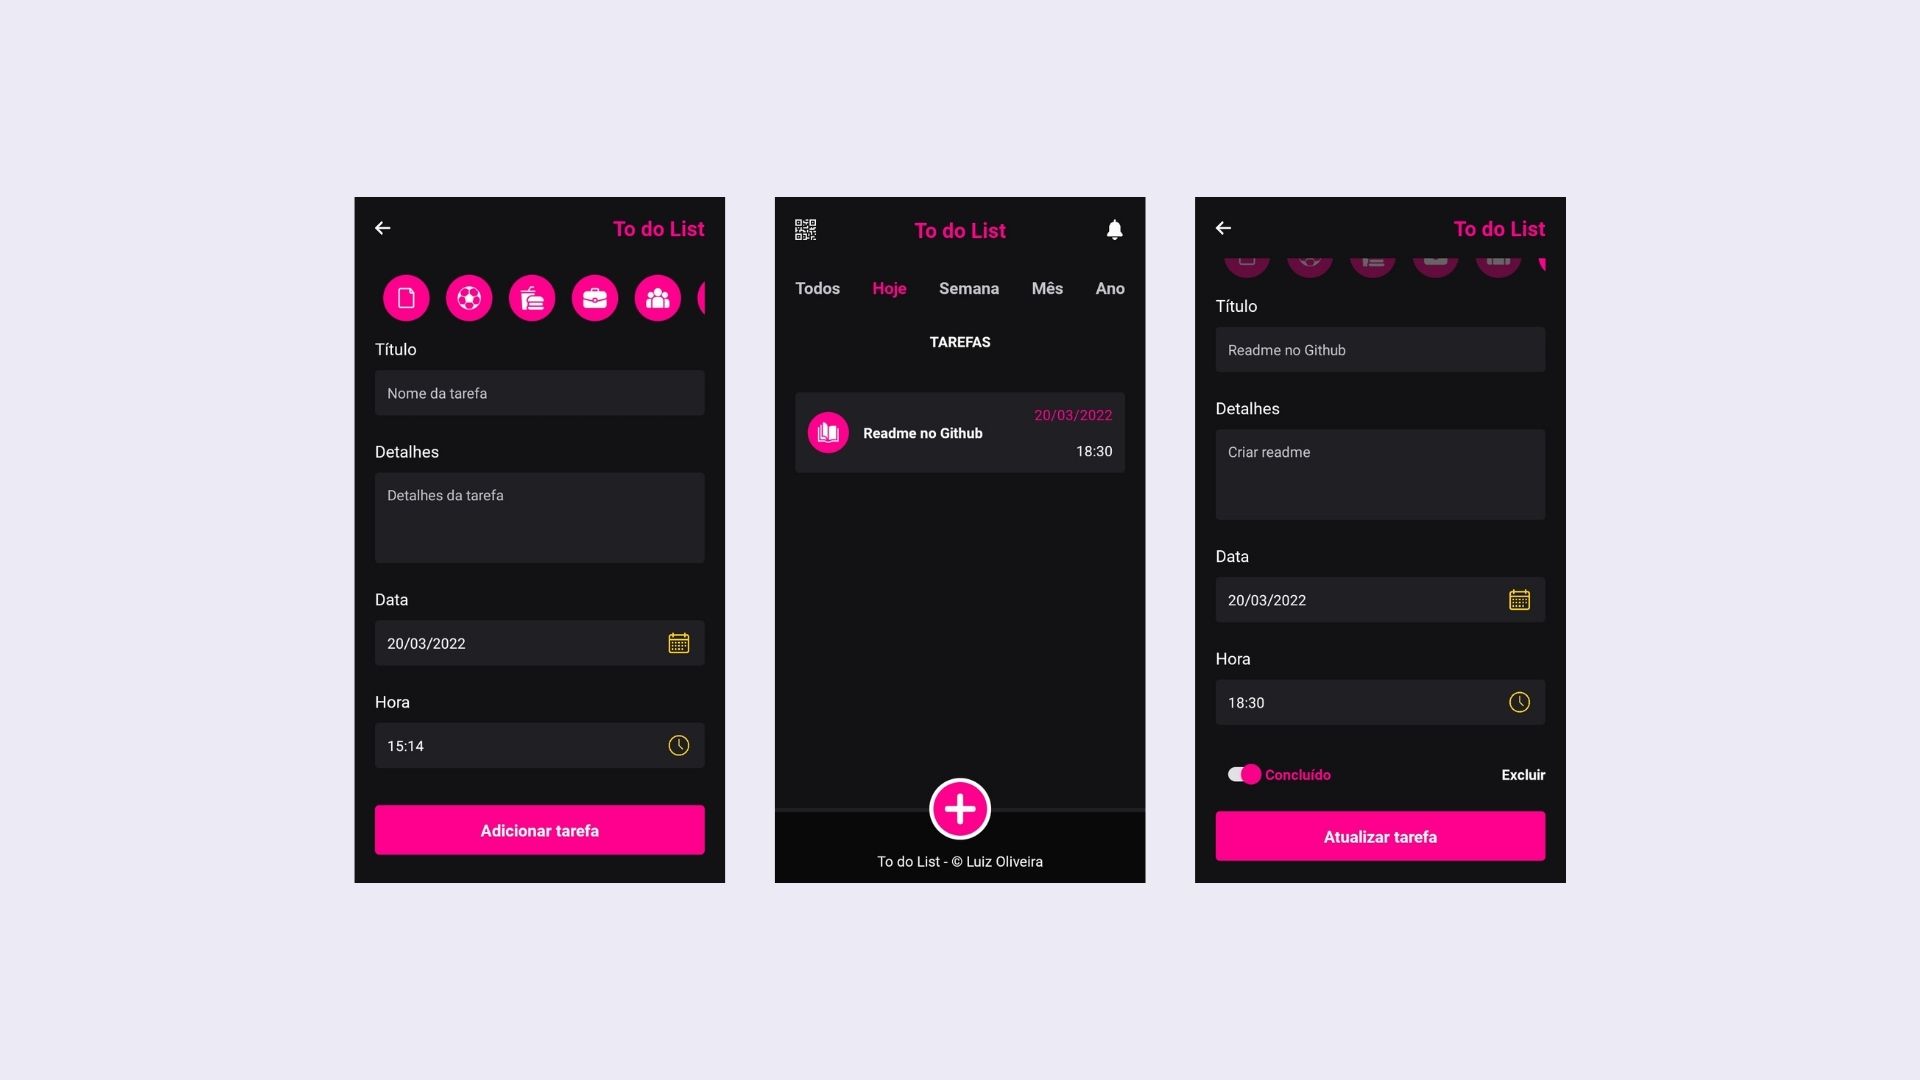 To do List
Título
Nome da tarefa
Detalhes
Detalhes da tarefa
Data
20/03/2022
Hora
15:14
Adicionar tarefa
To do List
Todos Hoje Semana Mês Ano
TAREFAS
20/03/2022
Readme no Github
18:30
To do List - © Luiz Oliveira
To do List
Título
Readme no Github
Detalhes
Criar readme
Data
20/03/2022
Hora
18:30
Concluído Excluir
Atualizar tarefa